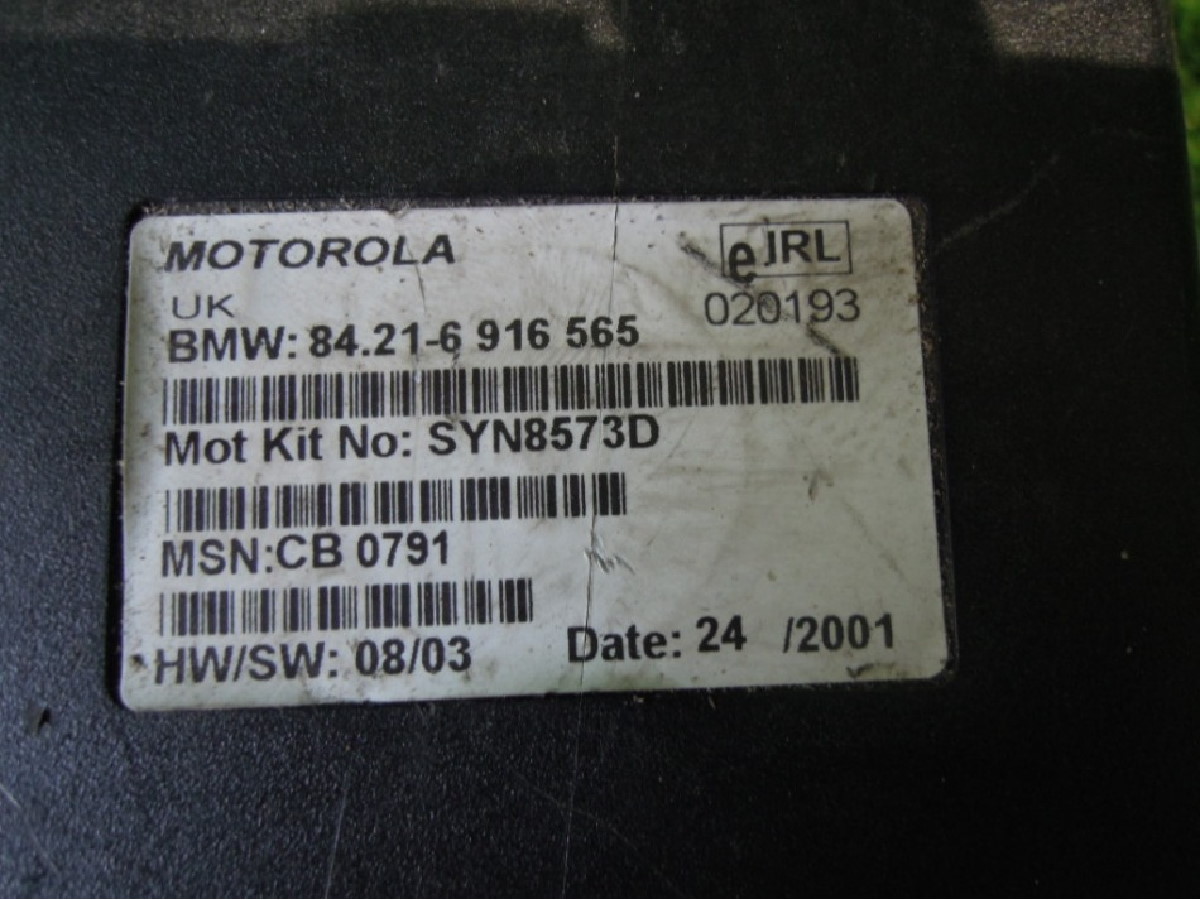 MOTOROLA
e JRL
UK
020193
BMW: 84.21-6 916 565
Mot Kit No: SYN8573D
MSN:CB 0791
HW/SW: 08/03
Date: 24 /2001